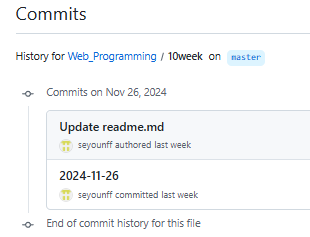 Commits
History for Web_Programming / 10week on master
Commits on Nov 26, 2024
Update readme.md
seyounff authored last week
2024-11-26
seyounff committed last week
End of commit history for this file